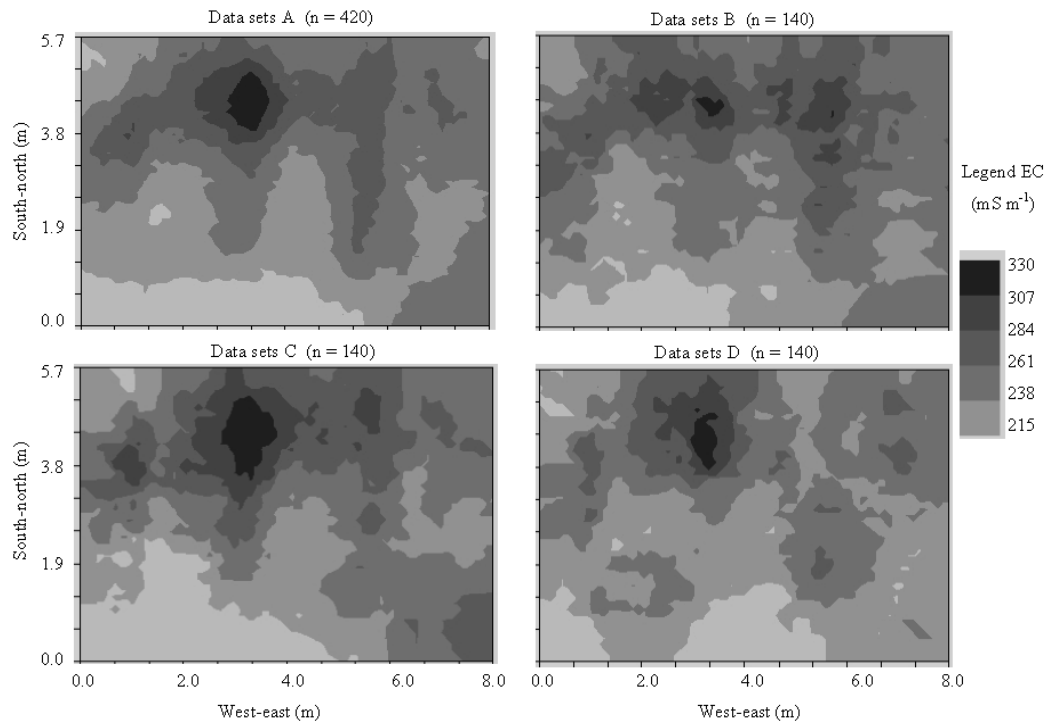 Data sets A (n = 420)
Data sets B (n = 140)
5.7
3.8
1.9
0.0
South-north (m)
Legend EC
(mS m-1)
330
307
284
261
238
215
Data sets C (n = 140)
Data sets D (n = 140)
5.7
3.8
1.9
0.0
South-north (m)
0.0 2.0 4.0 6.0 8.0
0.0 2.0 4.0 6.0 8.0
West-east (m)
West-east (m)